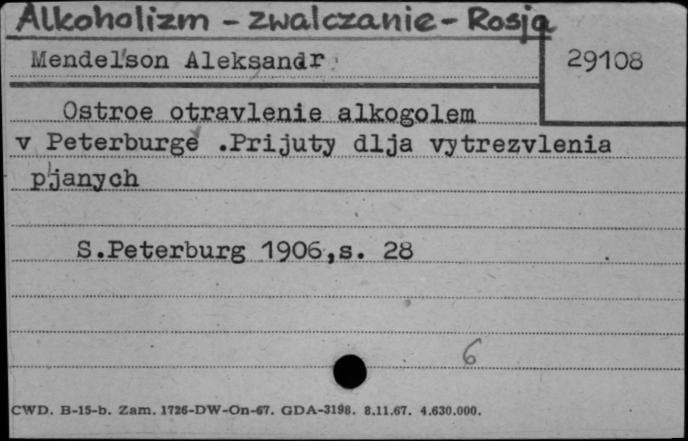 Alkoholizm - zwalczanie - Rosja
Mendel'son Aleksandr
29108
Ostroe otravlenie alkogolem
v Peterburge .Prijuty dlja vytrezvlenia
p'janych
S.Peterburg 1906,s. 28
6
CWD. B-15-b. Zam. 1726-DW-On-67. GDA-3198. 8.11.67. 4.630.000.